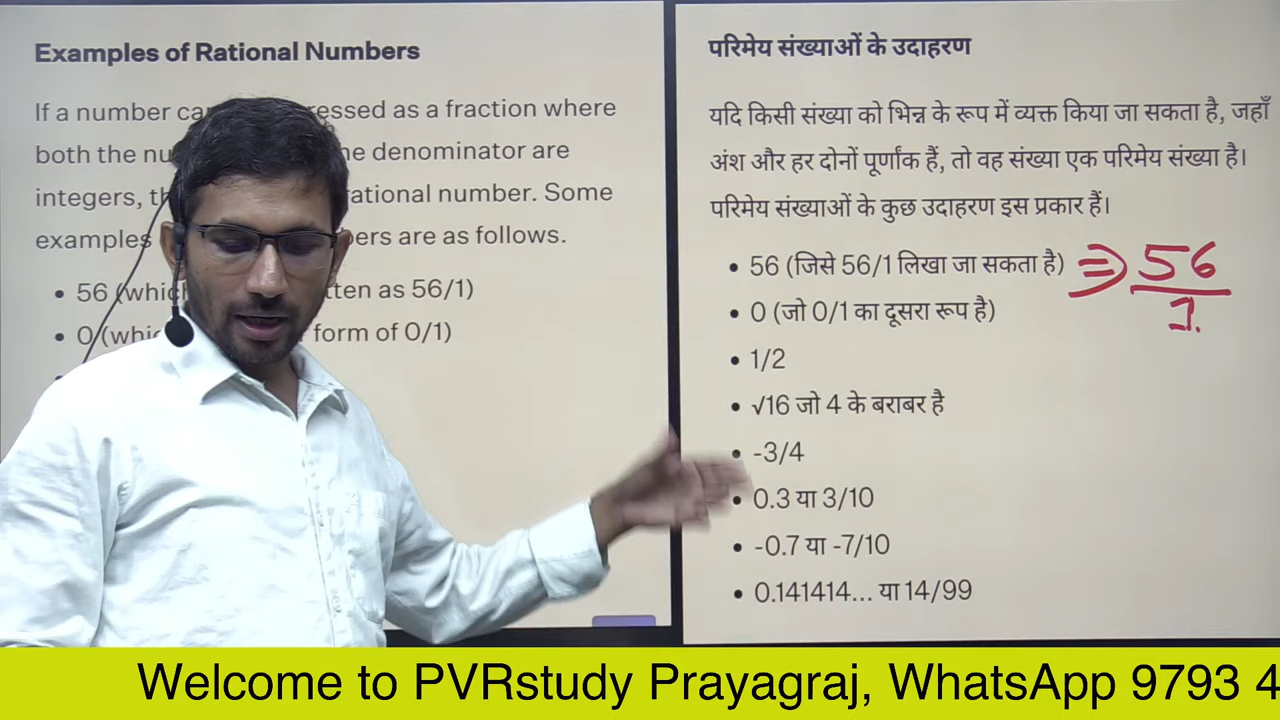 Examples of Rational Numbers
If a number ca essed as a fraction where
both the nu he denominator are
integers, th rational number. Some
examples bers are as follows.
• 56 (which tten as 56/1)
• 0 (whic form of 0/1)
परिमेय संख्याओं के उदाहरण
यदि किसी संख्या को भिन्न के रूप में व्यक्त किया जा सकता है, जहाँ
अंश और हर दोनों पूर्णांक हैं, तो वह संख्या एक परिमेय संख्या है।
परिमेय संख्याओं के कुछ उदाहरण इस प्रकार हैं।
• 56 (जिसे 56/1 लिखा जा सकता है) ⇒ 56/1
• 0 (जो 0/1 का दूसरा रूप है)
• 1/2
• √16 जो 4 के बराबर है
• -3/4
• 0.3 या 3/10
• -0.7 या -7/10
• 0.141414... या 14/99
Welcome to PVRstudy Prayagraj, WhatsApp 9793 4